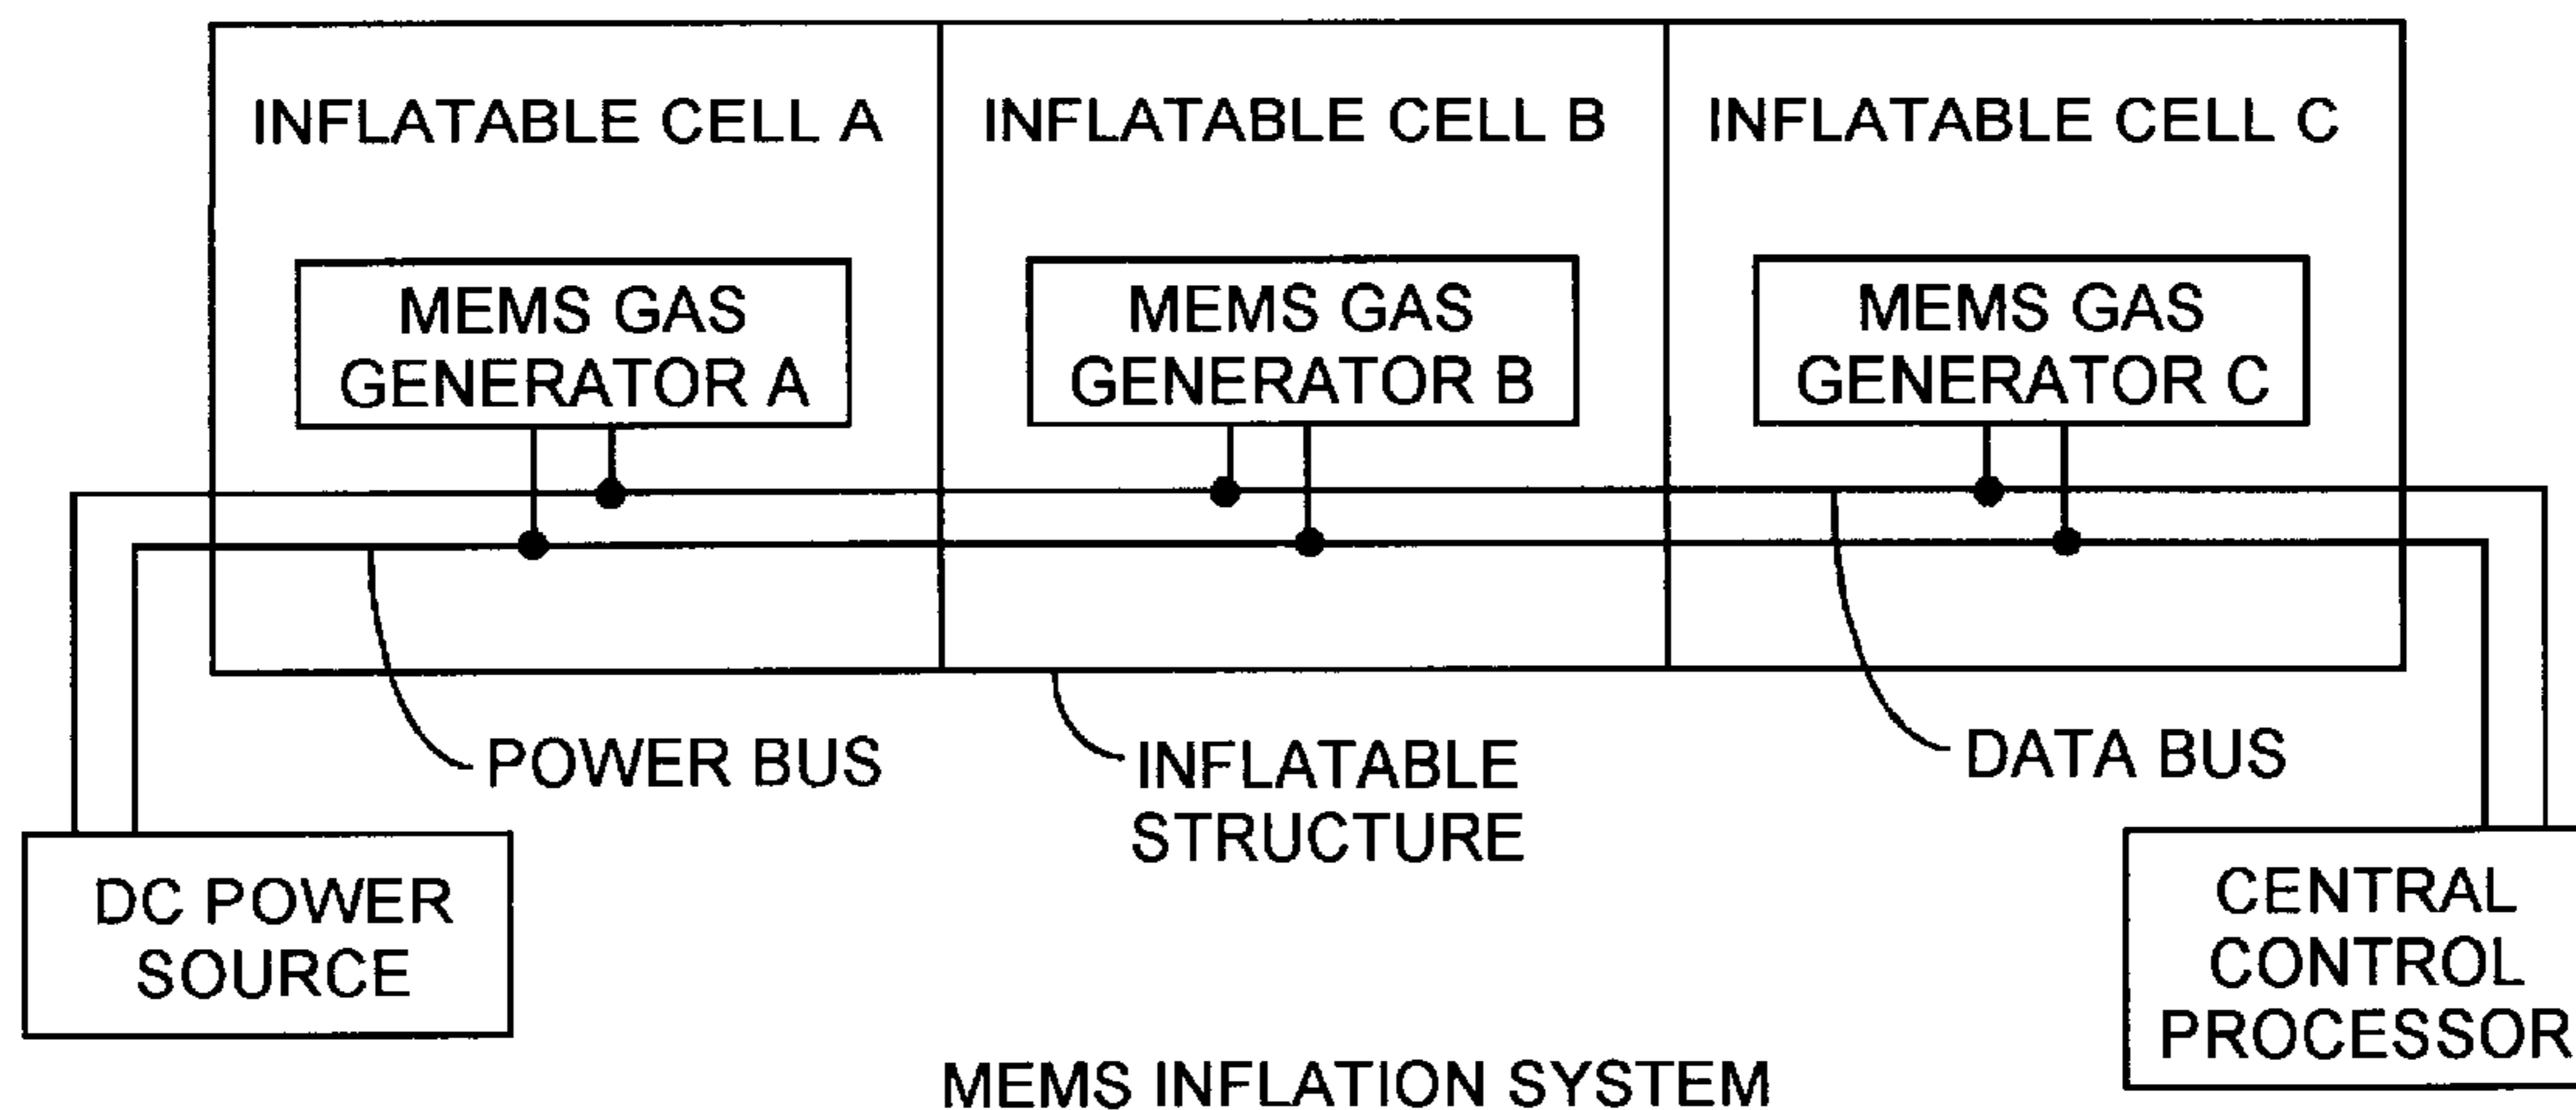 INFLATABLE CELL A
INFLATABLE CELL B
INFLATABLE CELL C
MEMS GAS
GENERATOR A
MEMS GAS
GENERATOR B
MEMS GAS
GENERATOR C
POWER BUS
INFLATABLE
STRUCTURE
DATA BUS
DC POWER
SOURCE
CENTRAL
CONTROL
PROCESSOR
MEMS INFLATION SYSTEM